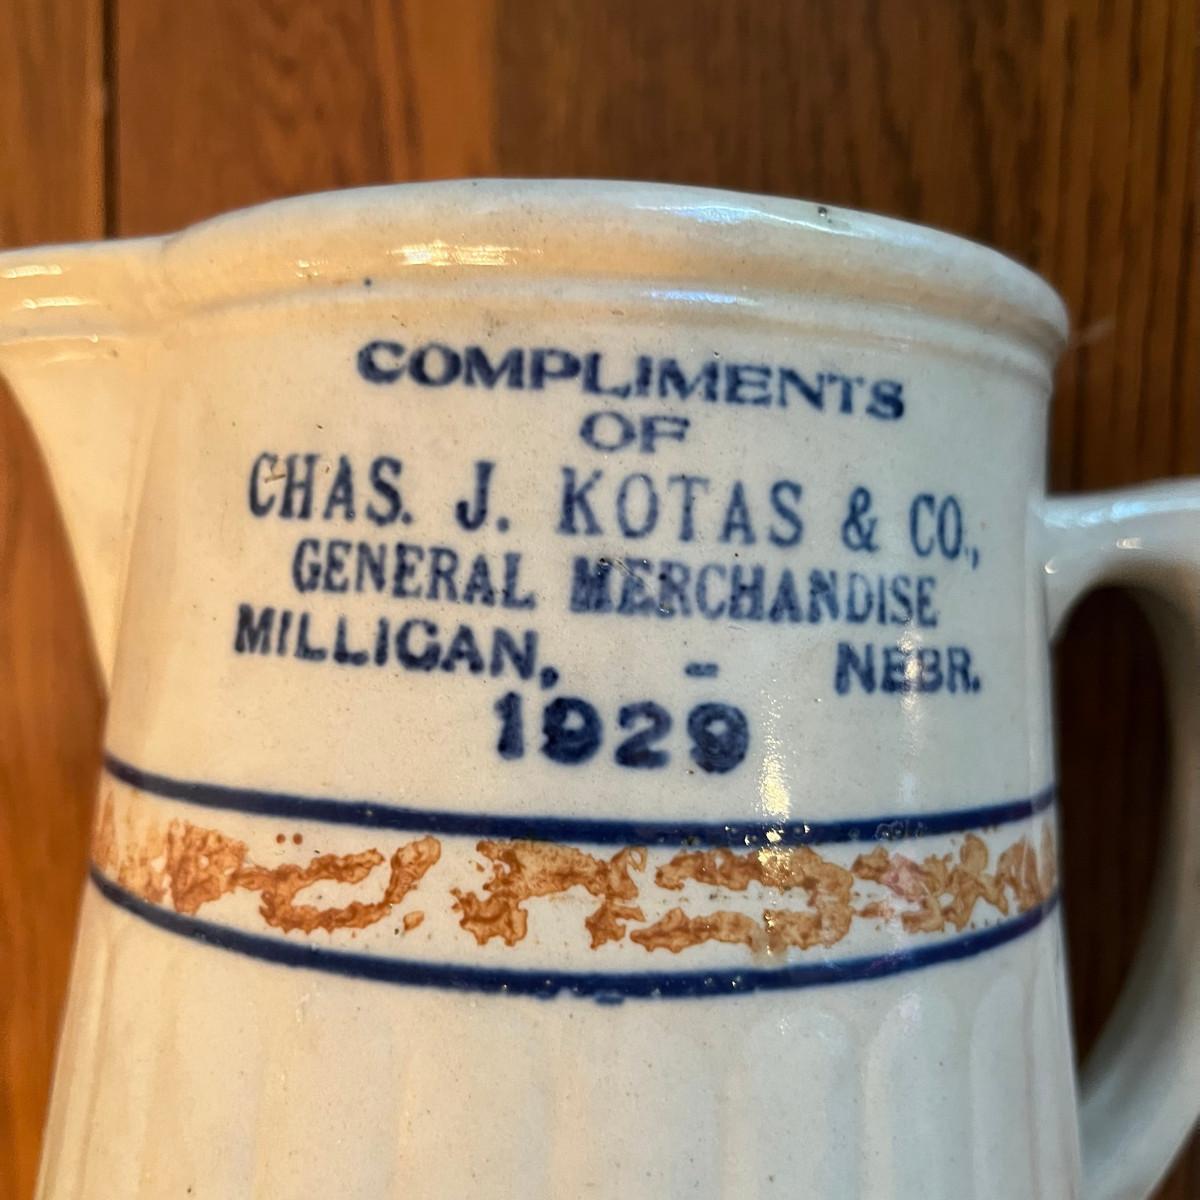 COMPLIMENTS
OF
CHAS. J. KOTAS & CO.,
GENERAL MERCHANDISE
MILLIGAN, - NEBR.
1929